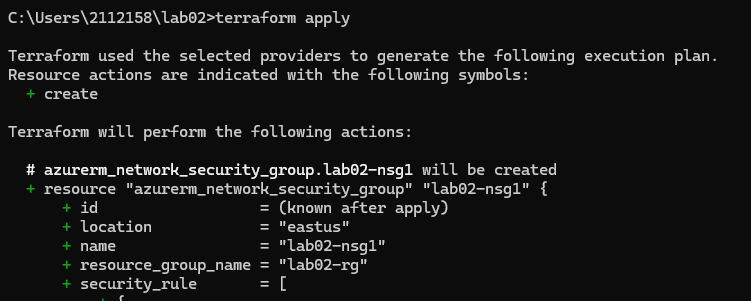 C:\Users\2112158\lab02>terraform apply
Terraform used the selected providers to generate the following execution plan.
Resource actions are indicated with the following symbols:
+ create
Terraform will perform the following actions:
# azurerm_network_security_group.lab02-nsg1 will be created
+ resource "azurerm_network_security_group" "lab02-nsg1" {
+ id = (known after apply)
+ location = "eastus"
+ name = "lab02-nsg1"
+ resource_group_name = "lab02-rg"
+ security_rule = [
+ {